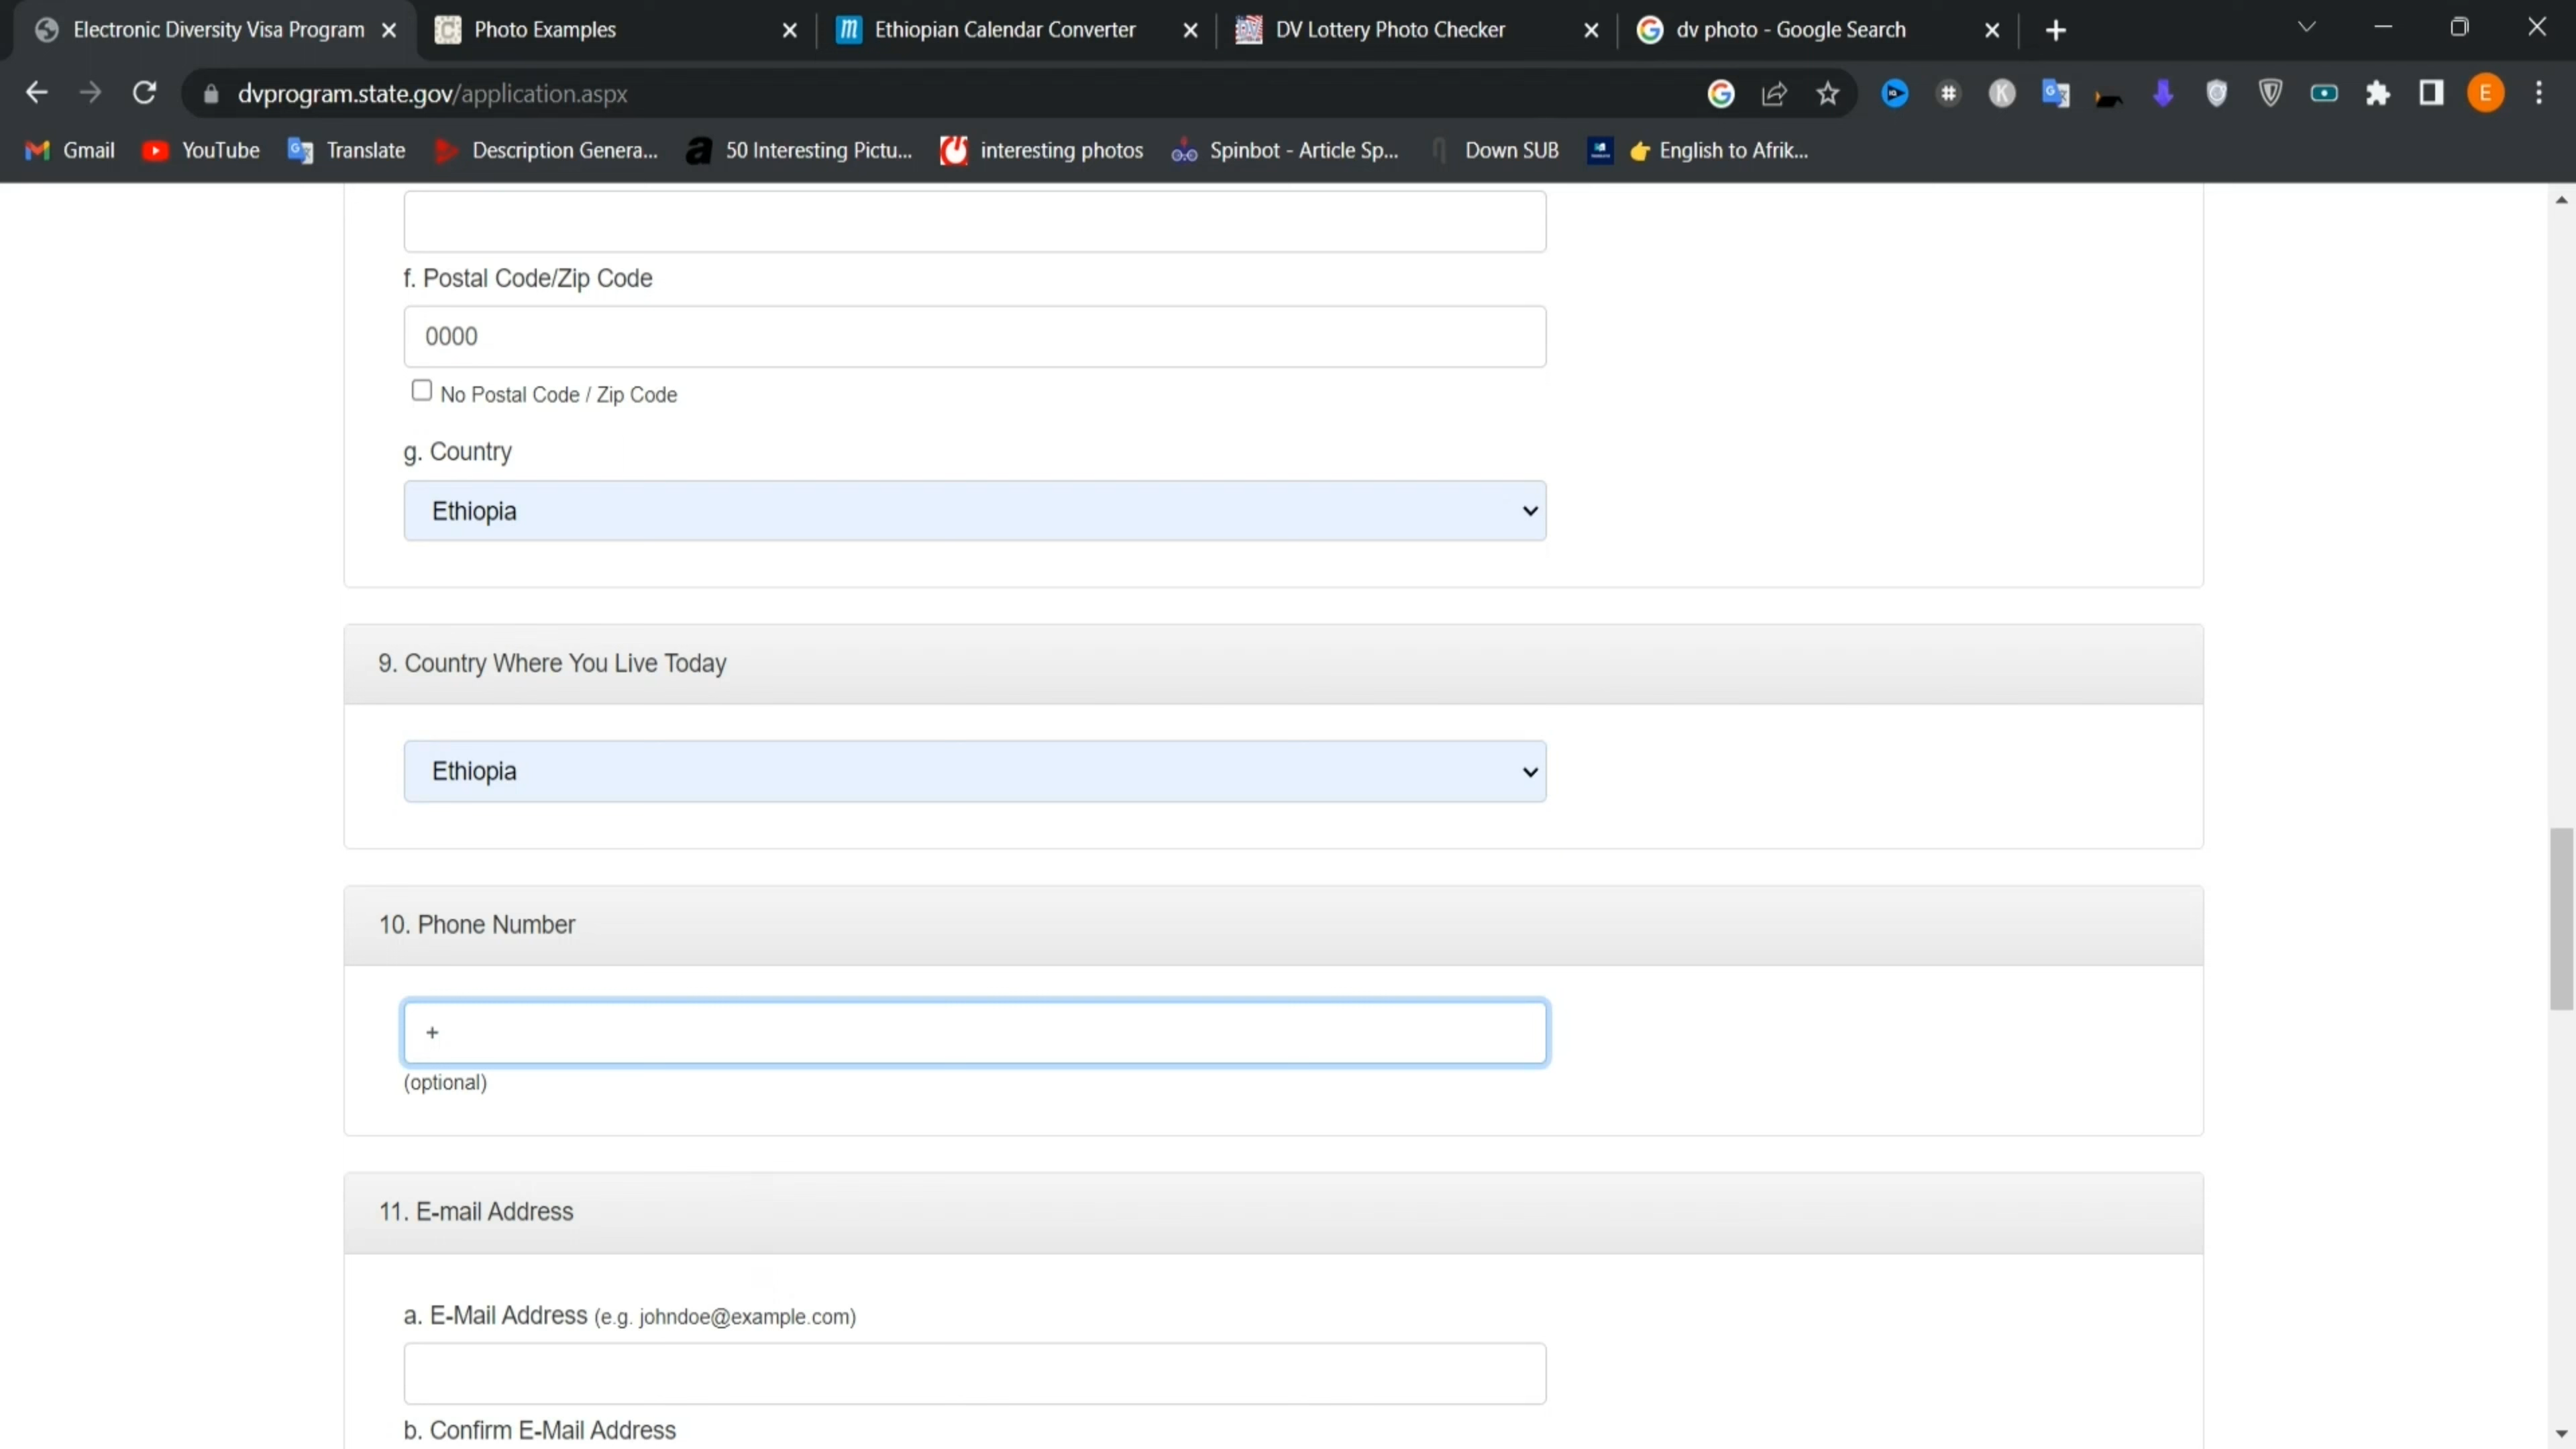 Electronic Diversity Visa Program
Photo Examples
Ethiopian Calendar Converter
DV Lottery Photo Checker
dv photo - Google Search
dvprogram.state.gov/application.aspx
E
Gmail
YouTube
Translate
Description Genera...
50 Interesting Pictu...
interesting photos
Spinbot - Article Sp...
Down SUB
English to Afrik...
f. Postal Code/Zip Code
0000
No Postal Code / Zip Code
g. Country
Ethiopia
9. Country Where You Live Today
Ethiopia
10. Phone Number
+
(optional)
11. E-mail Address
a. E-Mail Address (e.g. johndoe@example.com)
b. Confirm E-Mail Address